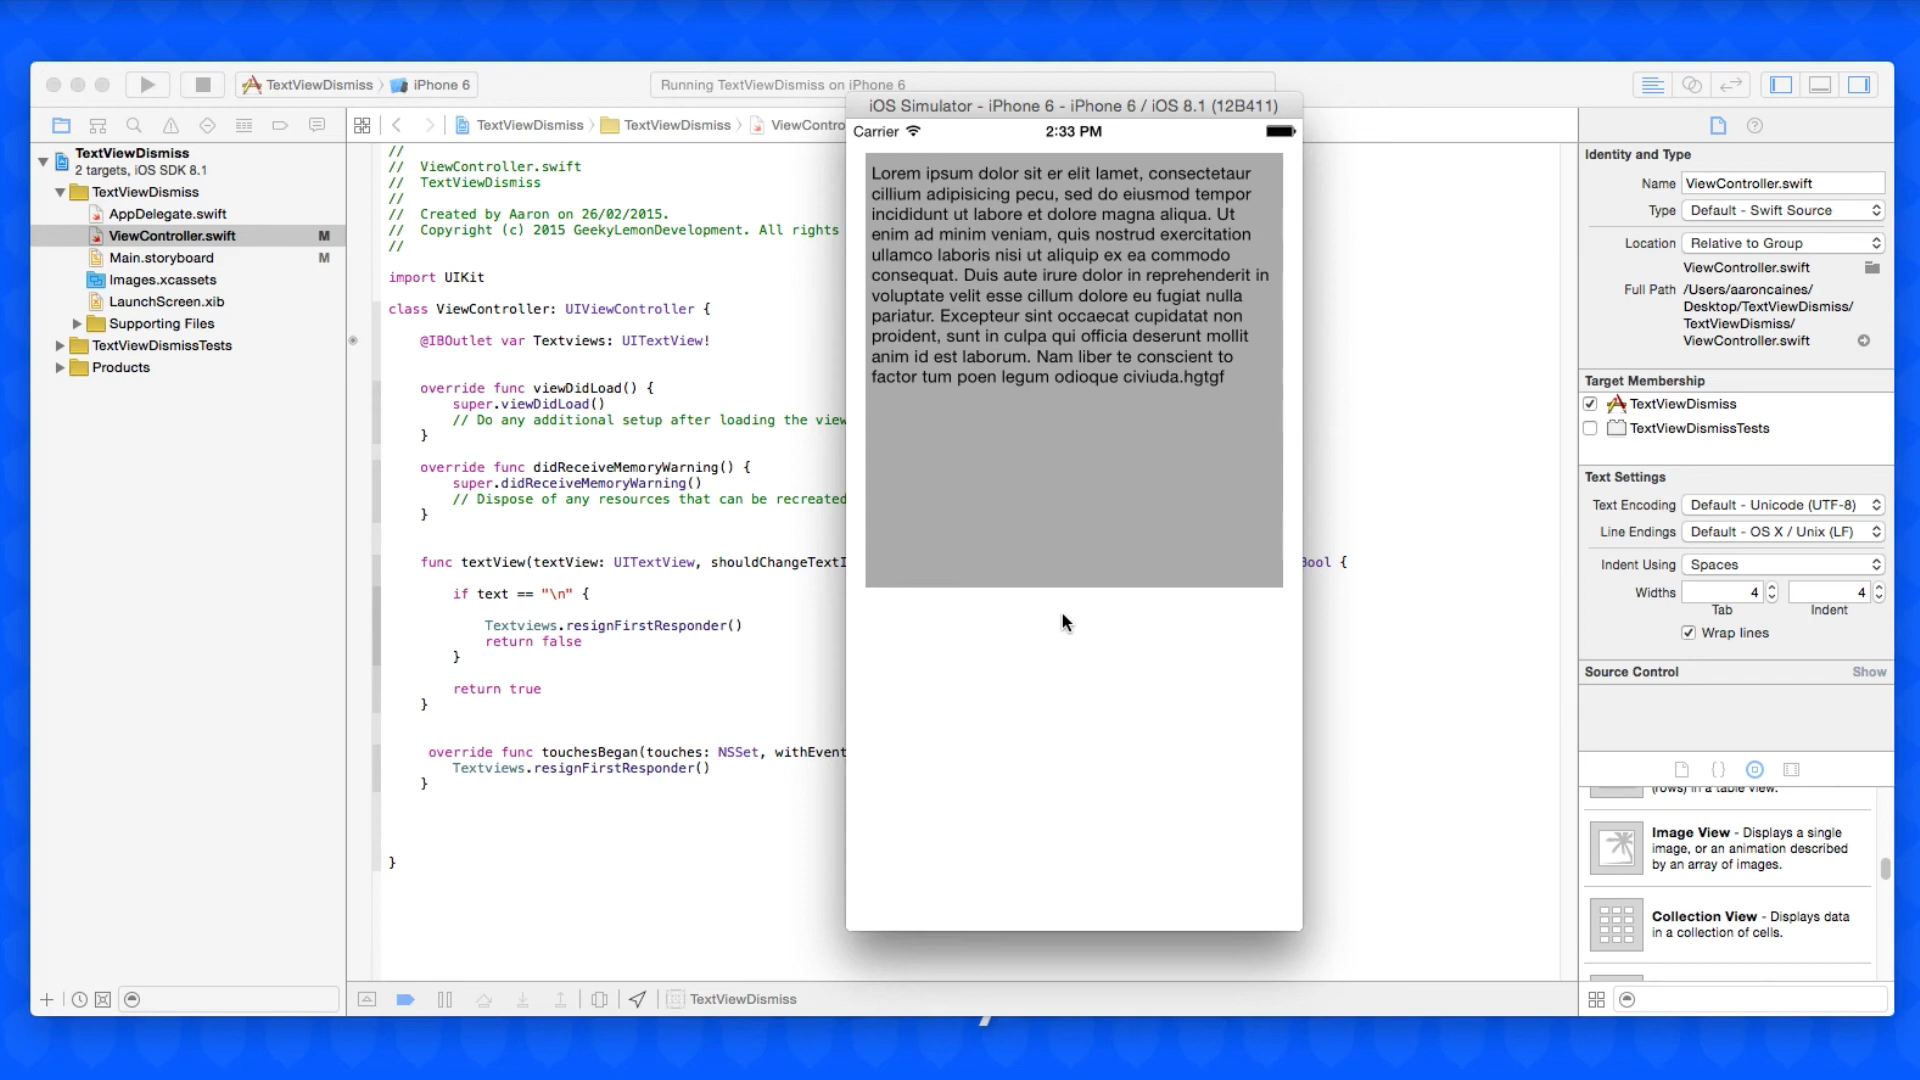 TextViewDismiss
iPhone 6
Running TextViewDismiss on iPhone 6
iOS Simulator - iPhone 6 - iPhone 6 / iOS 8.1 (12B411)
TextViewDismiss
TextViewDismiss
ViewContro
TextViewDismiss
2 targets, iOS SDK 8.1
TextViewDismiss
AppDelegate.swift
ViewController.swift M
Main.storyboard M
Images.xcassets
LaunchScreen.xib
Supporting Files
TextViewDismissTests
Products
//
// ViewController.swift
// TextViewDismiss
//
// Created by Aaron on 26/02/2015.
// Copyright (c) 2015 GeekyLemonDevelopment. All rights
//
import UIKit
class ViewController: UIViewController {
@IBOutlet var Textviews: UITextView!
override func viewDidLoad() {
super.viewDidLoad()
// Do any additional setup after loading the view
}
override func didReceiveMemoryWarning() {
super.didReceiveMemoryWarning()
// Dispose of any resources that can be recreated
}
func textView(textView: UITextView, shouldChangeTextI
Bool {
if text == "\n" {
Textviews.resignFirstResponder()
return false
}
return true
}
override func touchesBegan(touches: NSSet, withEvent
Textviews.resignFirstResponder()
}
}
Carrier
2:33 PM
Lorem ipsum dolor sit er elit lamet, consectetaur
cillium adipisicing pecu, sed do eiusmod tempor
incididunt ut labore et dolore magna aliqua. Ut
enim ad minim veniam, quis nostrud exercitation
ullamco laboris nisi ut aliquip ex ea commodo
consequat. Duis aute irure dolor in reprehenderit in
voluptate velit esse cillum dolore eu fugiat nulla
pariatur. Excepteur sint occaecat cupidatat non
proident, sunt in culpa qui officia deserunt mollit
anim id est laborum. Nam liber te conscient to
factor tum poen legum odioque civiuda.hgtgf
Identity and Type
Name ViewController.swift
Type Default - Swift Source
Location Relative to Group
ViewController.swift
Full Path /Users/aaroncaines/
Desktop/TextViewDismiss/
TextViewDismiss/
ViewController.swift
Target Membership
TextViewDismiss
TextViewDismissTests
Text Settings
Text Encoding Default - Unicode (UTF-8)
Line Endings Default - OS X / Unix (LF)
Indent Using Spaces
Widths 4 4
Tab Indent
Wrap lines
Source Control Show
(rows) in a table view.
Image View - Displays a single
image, or an animation described
by an array of images.
Collection View - Displays data
in a collection of cells.
TextViewDismiss